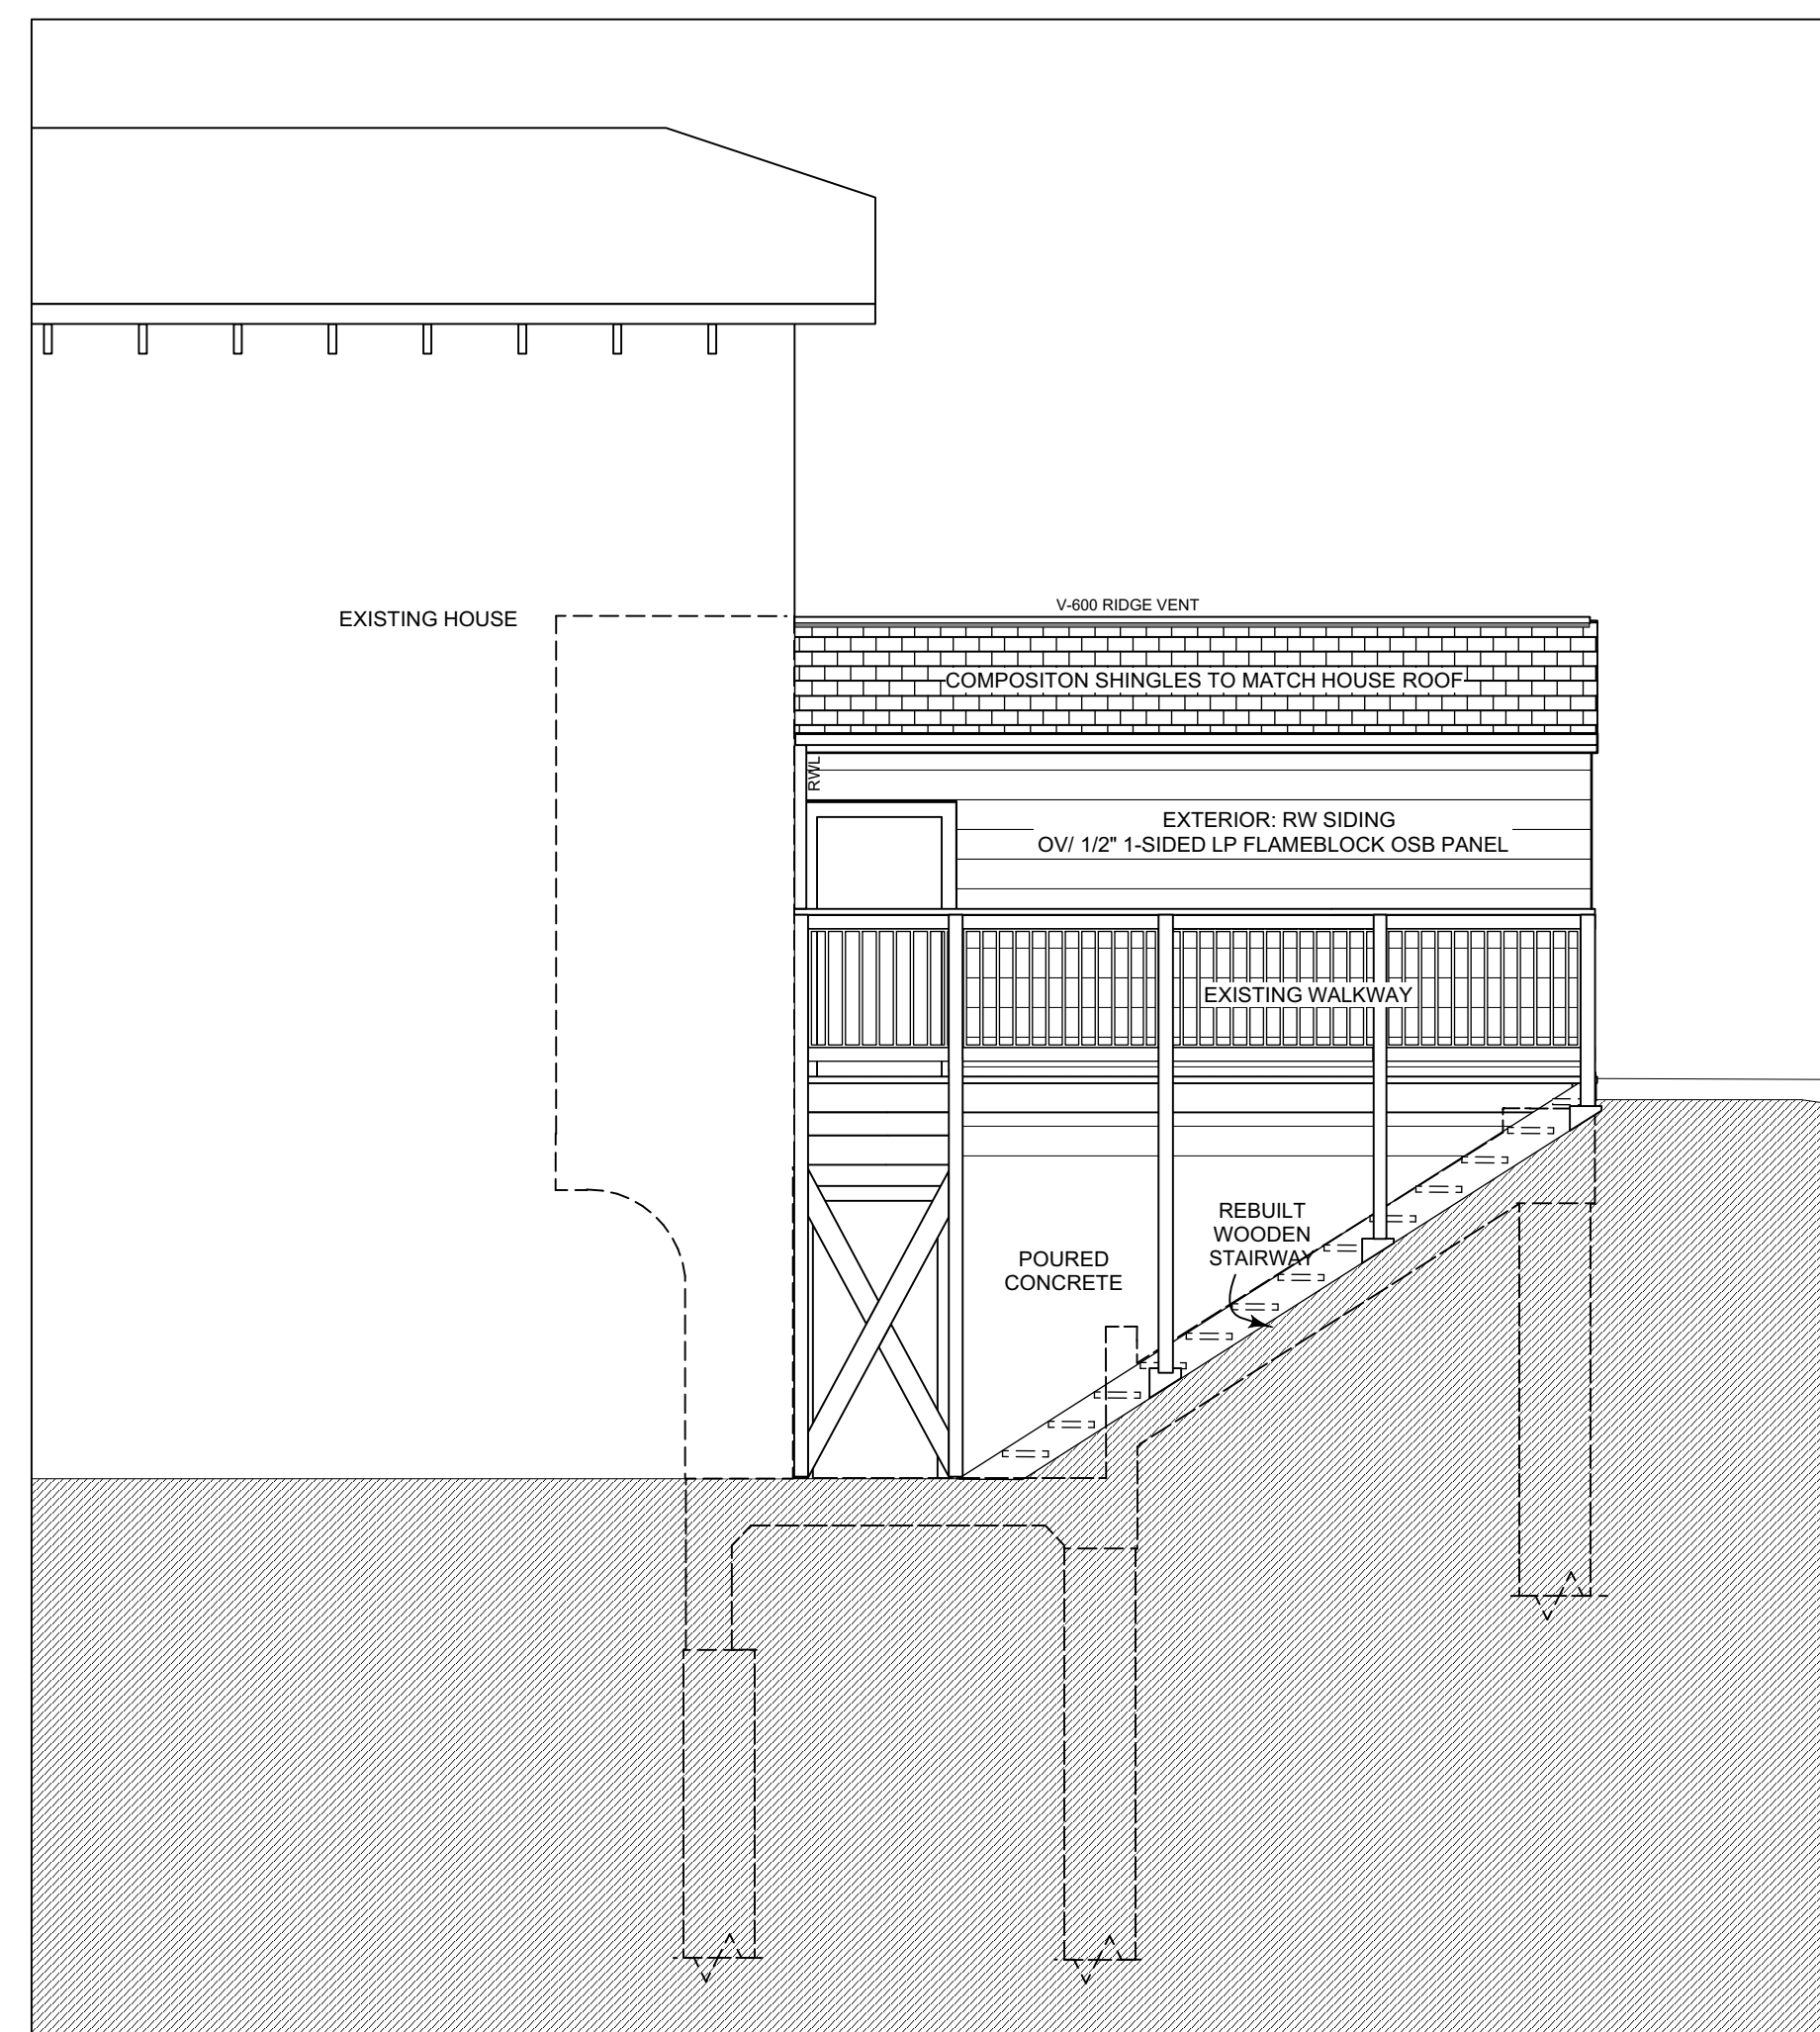 V-600 RIDGE VENT
EXISTING HOUSE
COMPOSITON SHINGLES TO MATCH HOUSE ROOF
RWL
EXTERIOR: RW SIDING
OV/ 1/2" 1-SIDED LP FLAMEBLOCK OSB PANEL
EXISTING WALKWAY
REBUILT
WOODEN
STAIRWAY
POURED
CONCRETE